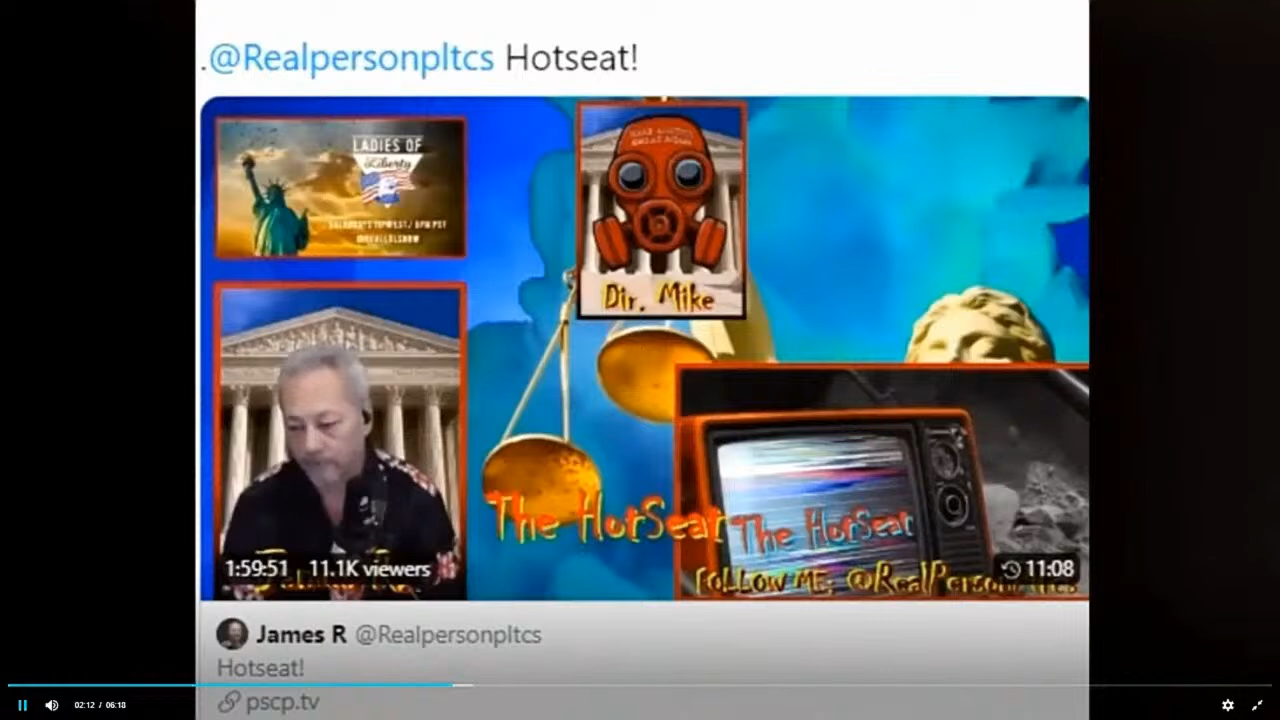 .@Realpersonpltcs Hotseat!
LADIES OF
Liberty
Dir. Mike
The HotSeat
The HotSeat
FOLLOW ME: @RealPerson
1:59:51 11.1K viewers
11:08
James R @Realpersonpltcs
Hotseat!
pscp.tv
02:12 / 06:18